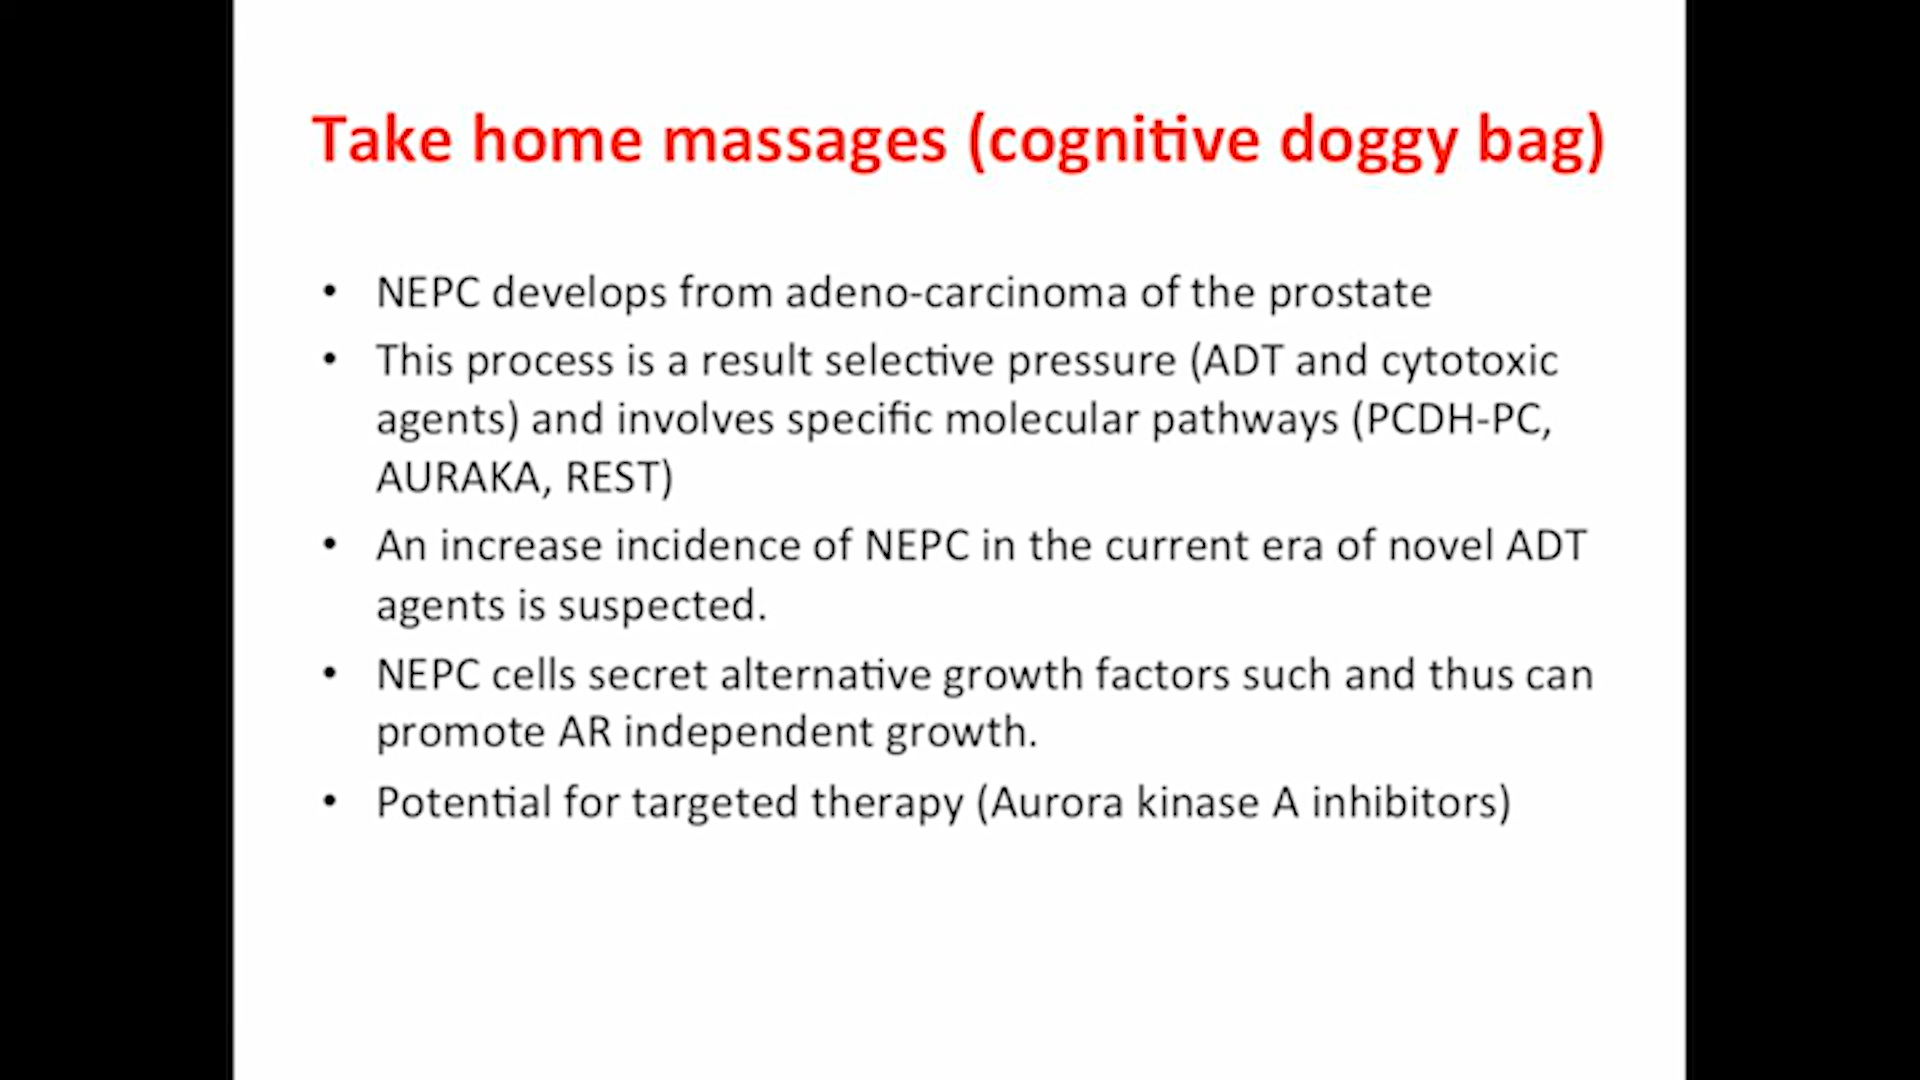 Take home massages (cognitive doggy bag)
• NEPC develops from adeno-carcinoma of the prostate
• This process is a result selective pressure (ADT and cytotoxic
agents) and involves specific molecular pathways (PCDH-PC,
AURAKA, REST)
• An increase incidence of NEPC in the current era of novel ADT
agents is suspected.
• NEPC cells secret alternative growth factors such and thus can
promote AR independent growth.
• Potential for targeted therapy (Aurora kinase A inhibitors)